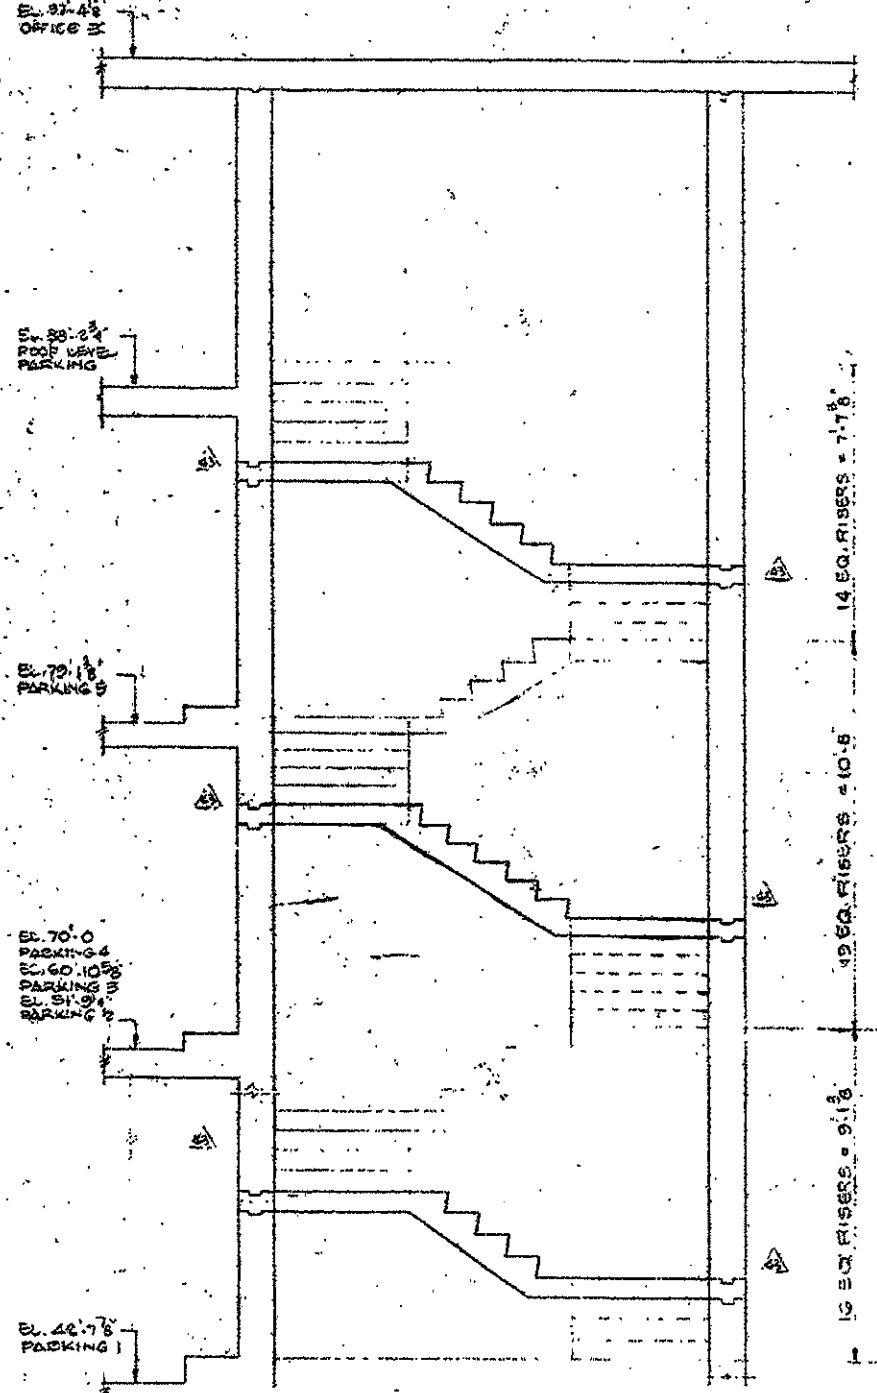 EL. 97'-4⅛"
OFFICE
EL. 88'-2¾"
ROOF LEVEL
PARKING
EL. 79'-1⅜"
PARKING 5
EL. 70'-0
PARKING 4
EL. 60'-10⅝"
PARKING 3
EL. 51'-9¼"
PARKING 2
EL. 42'-7⅞"
PARKING 1
14 EQ. RISERS = 7'-7⅝"
19 EQ. RISERS = 10'-8"
16 EQ. RISERS = 9'-1⅜"